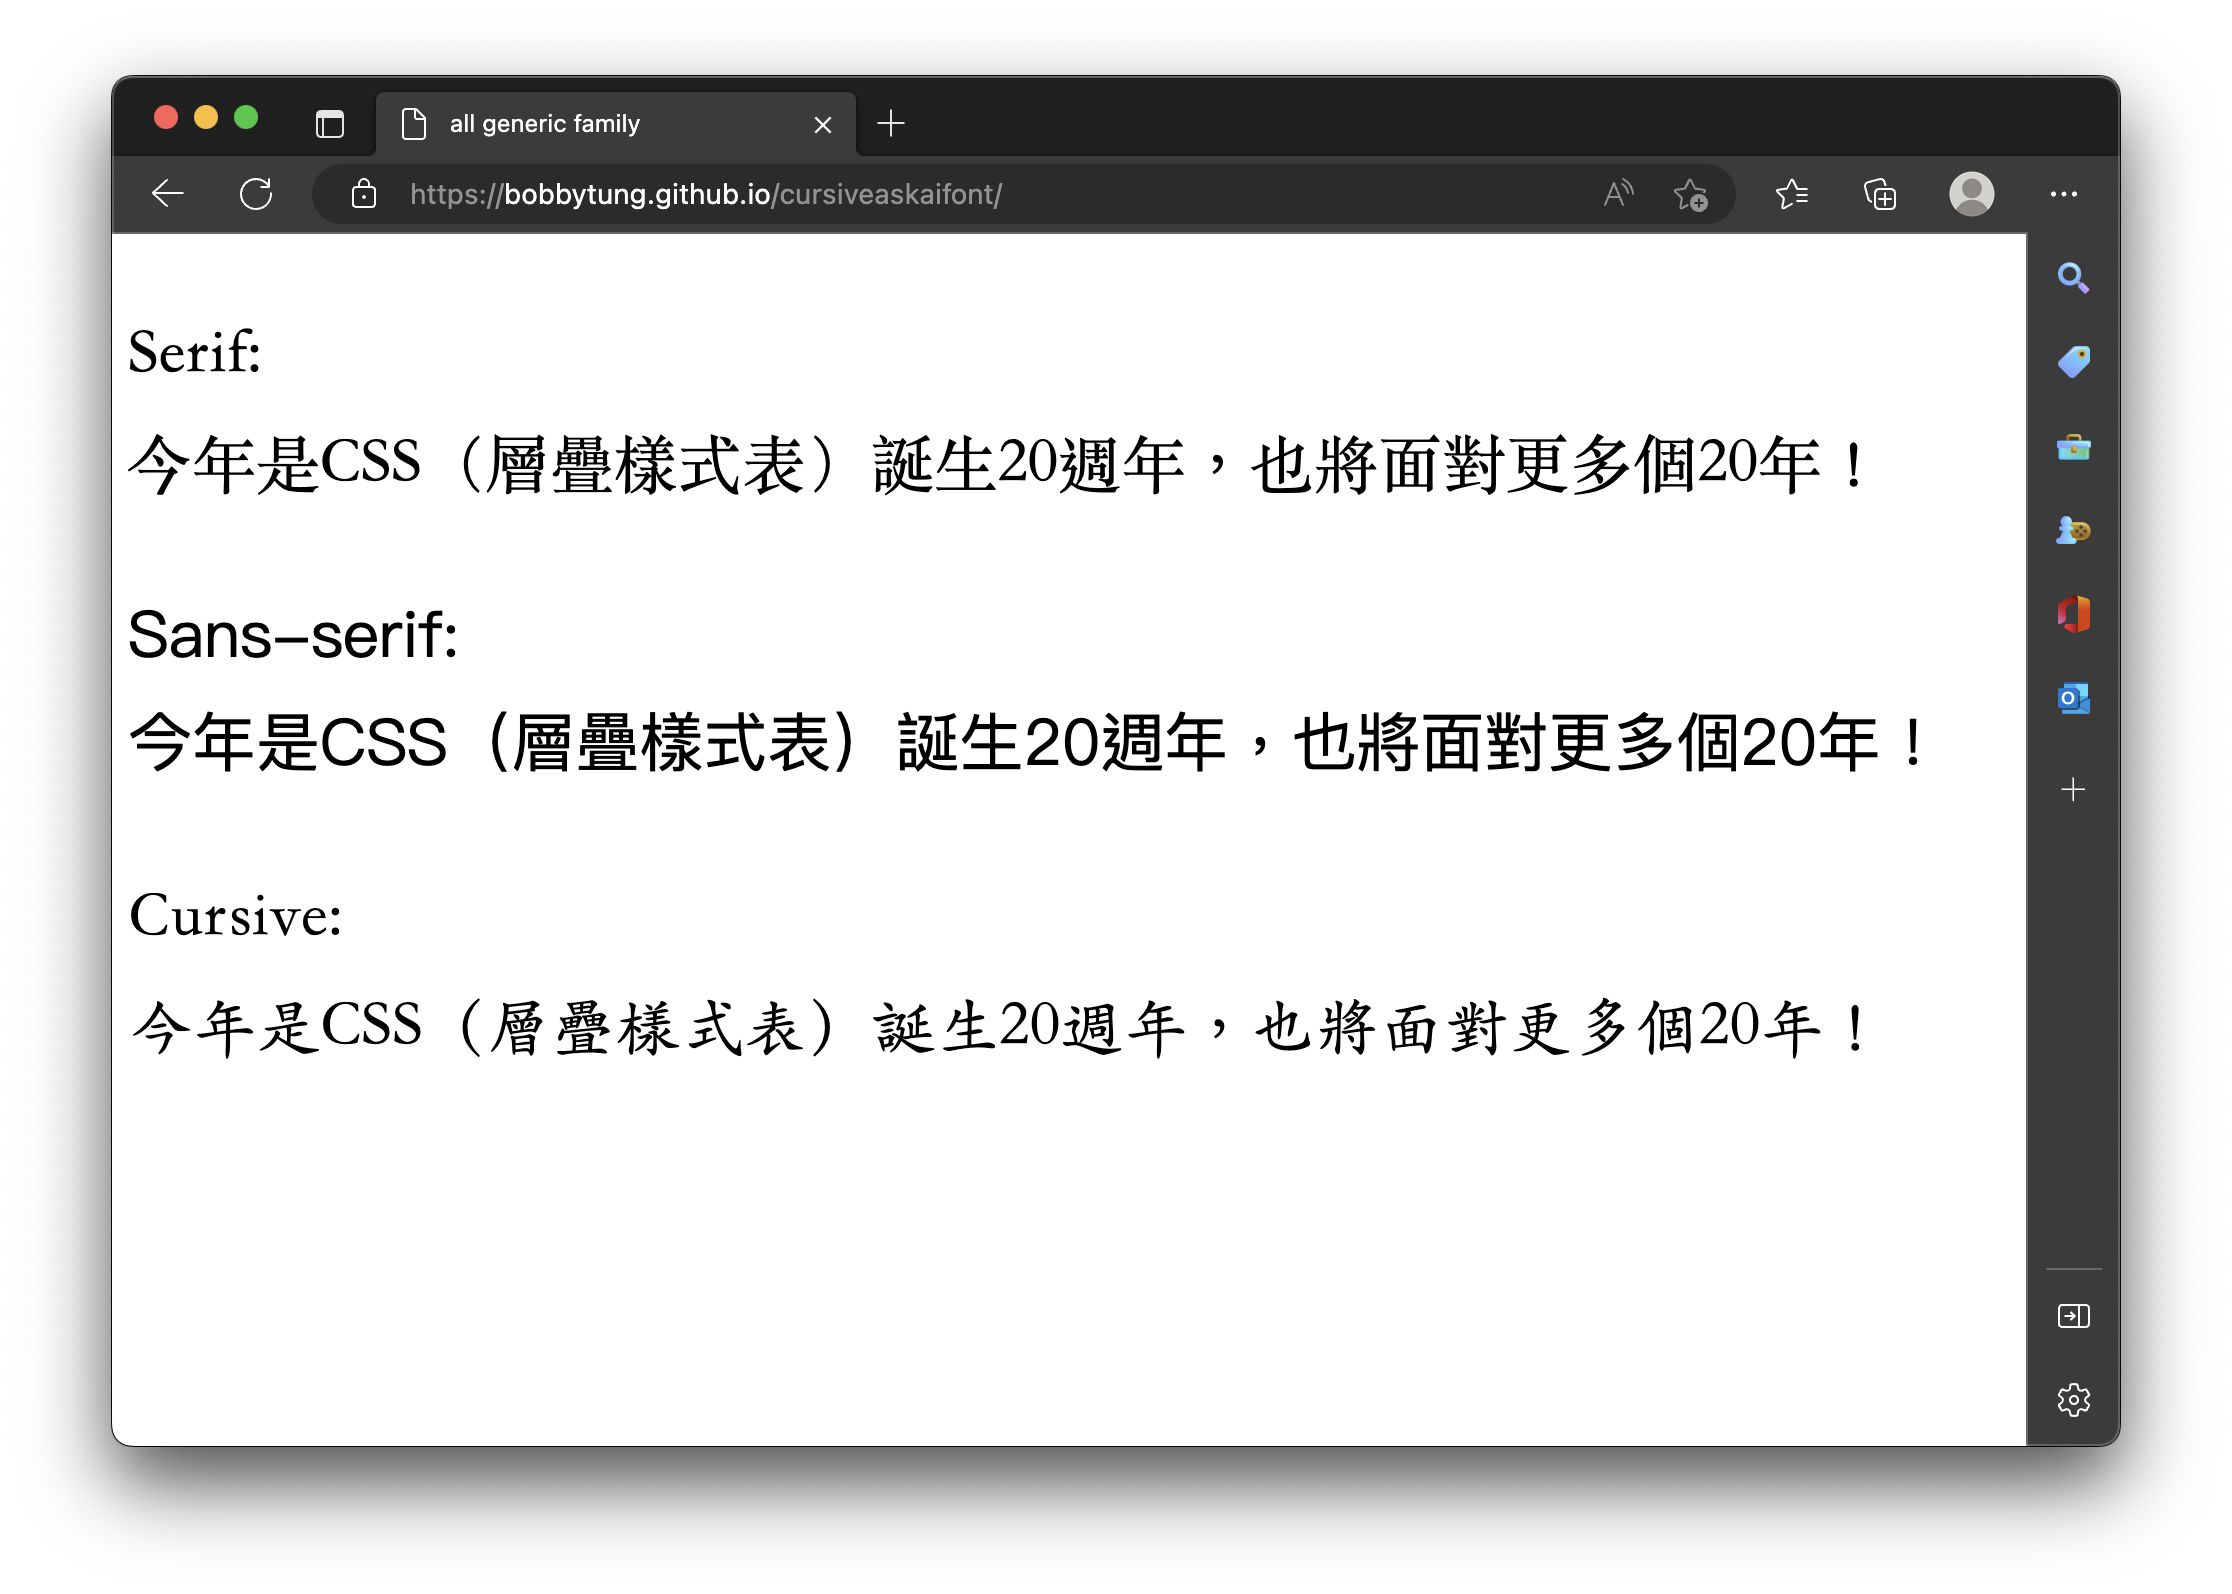 all generic family
https://bobbytung.github.io/cursiveaskaifont/
Serif:
今年是CSS（層疊樣式表）誕生20週年，也將面對更多個20年！
Sans-serif:
今年是CSS（層疊樣式表）誕生20週年，也將面對更多個20年！
Cursive:
今年是CSS（層疊樣式表）誕生20週年，也將面對更多個20年！